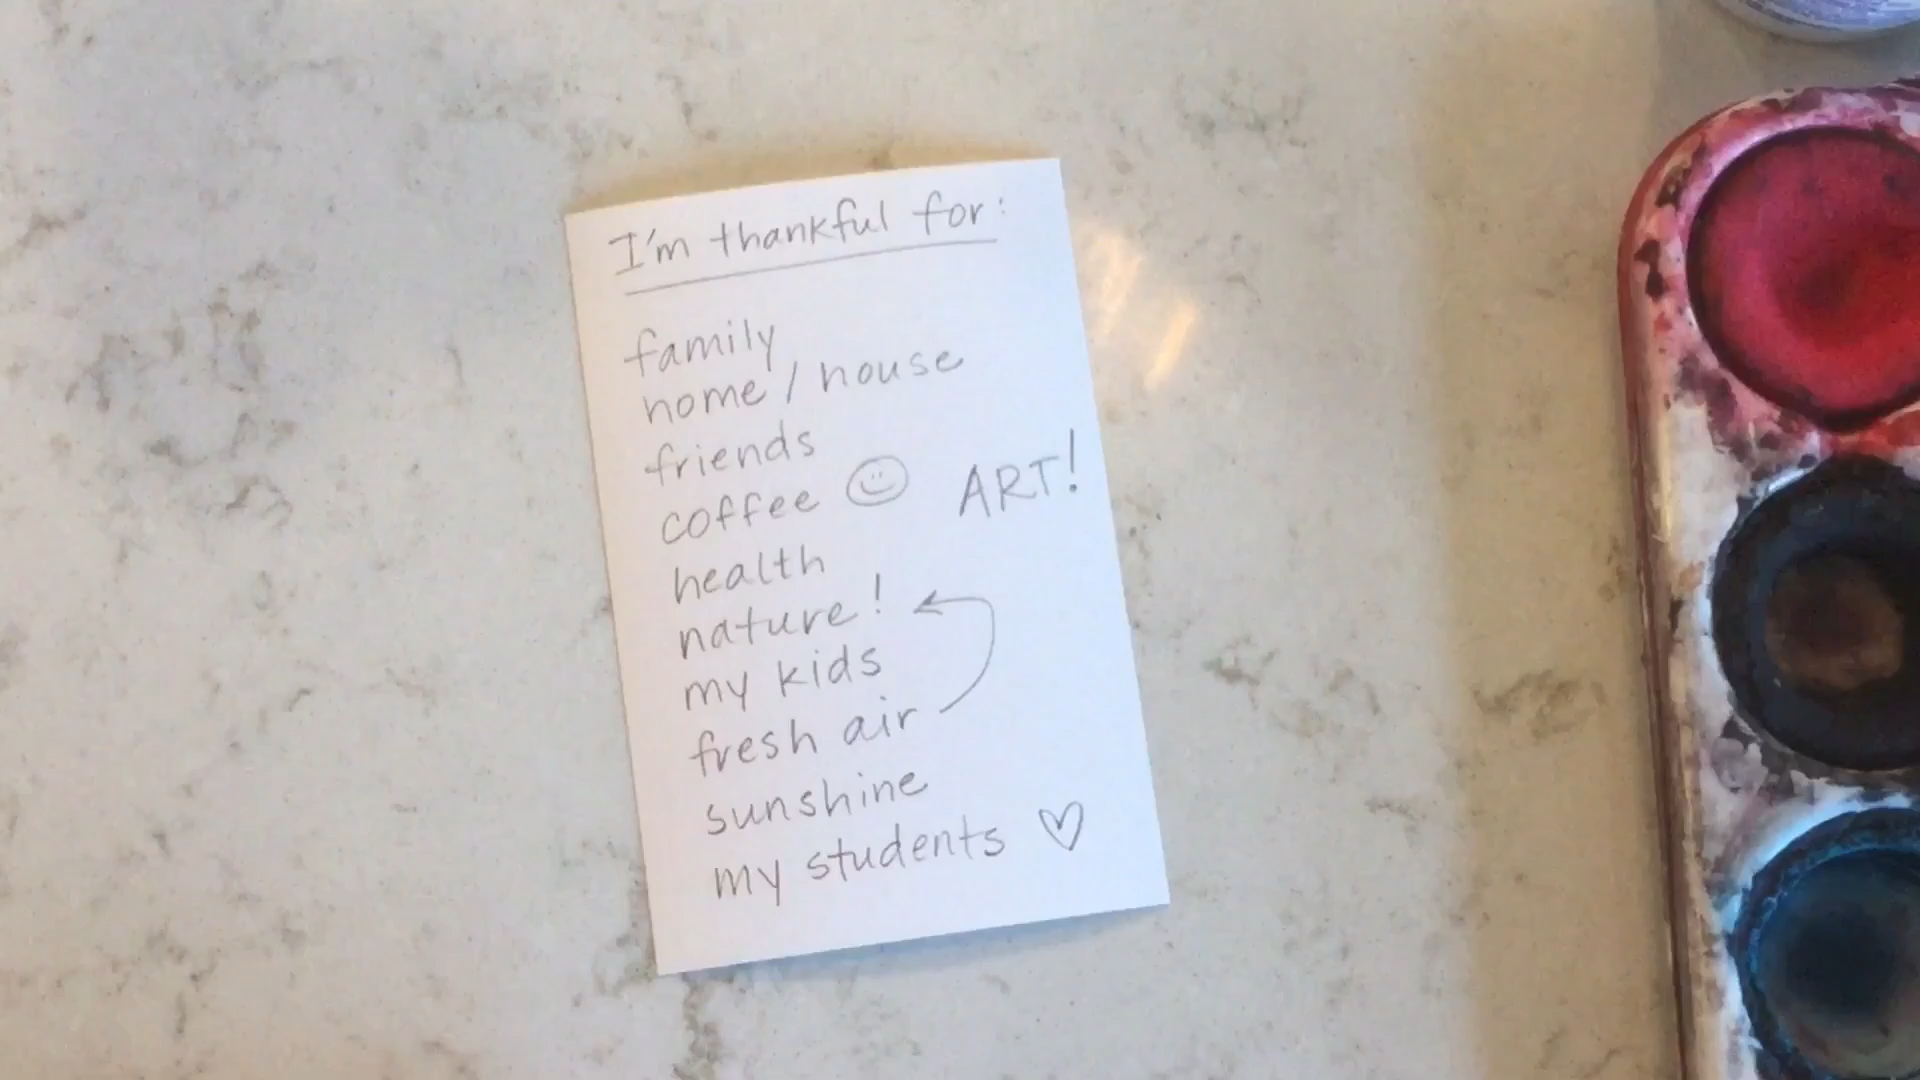 I'm thankful for:
family
home / house
friends
coffee ☺ ART!
health
nature!
my kids
fresh air
sunshine
my students ♡